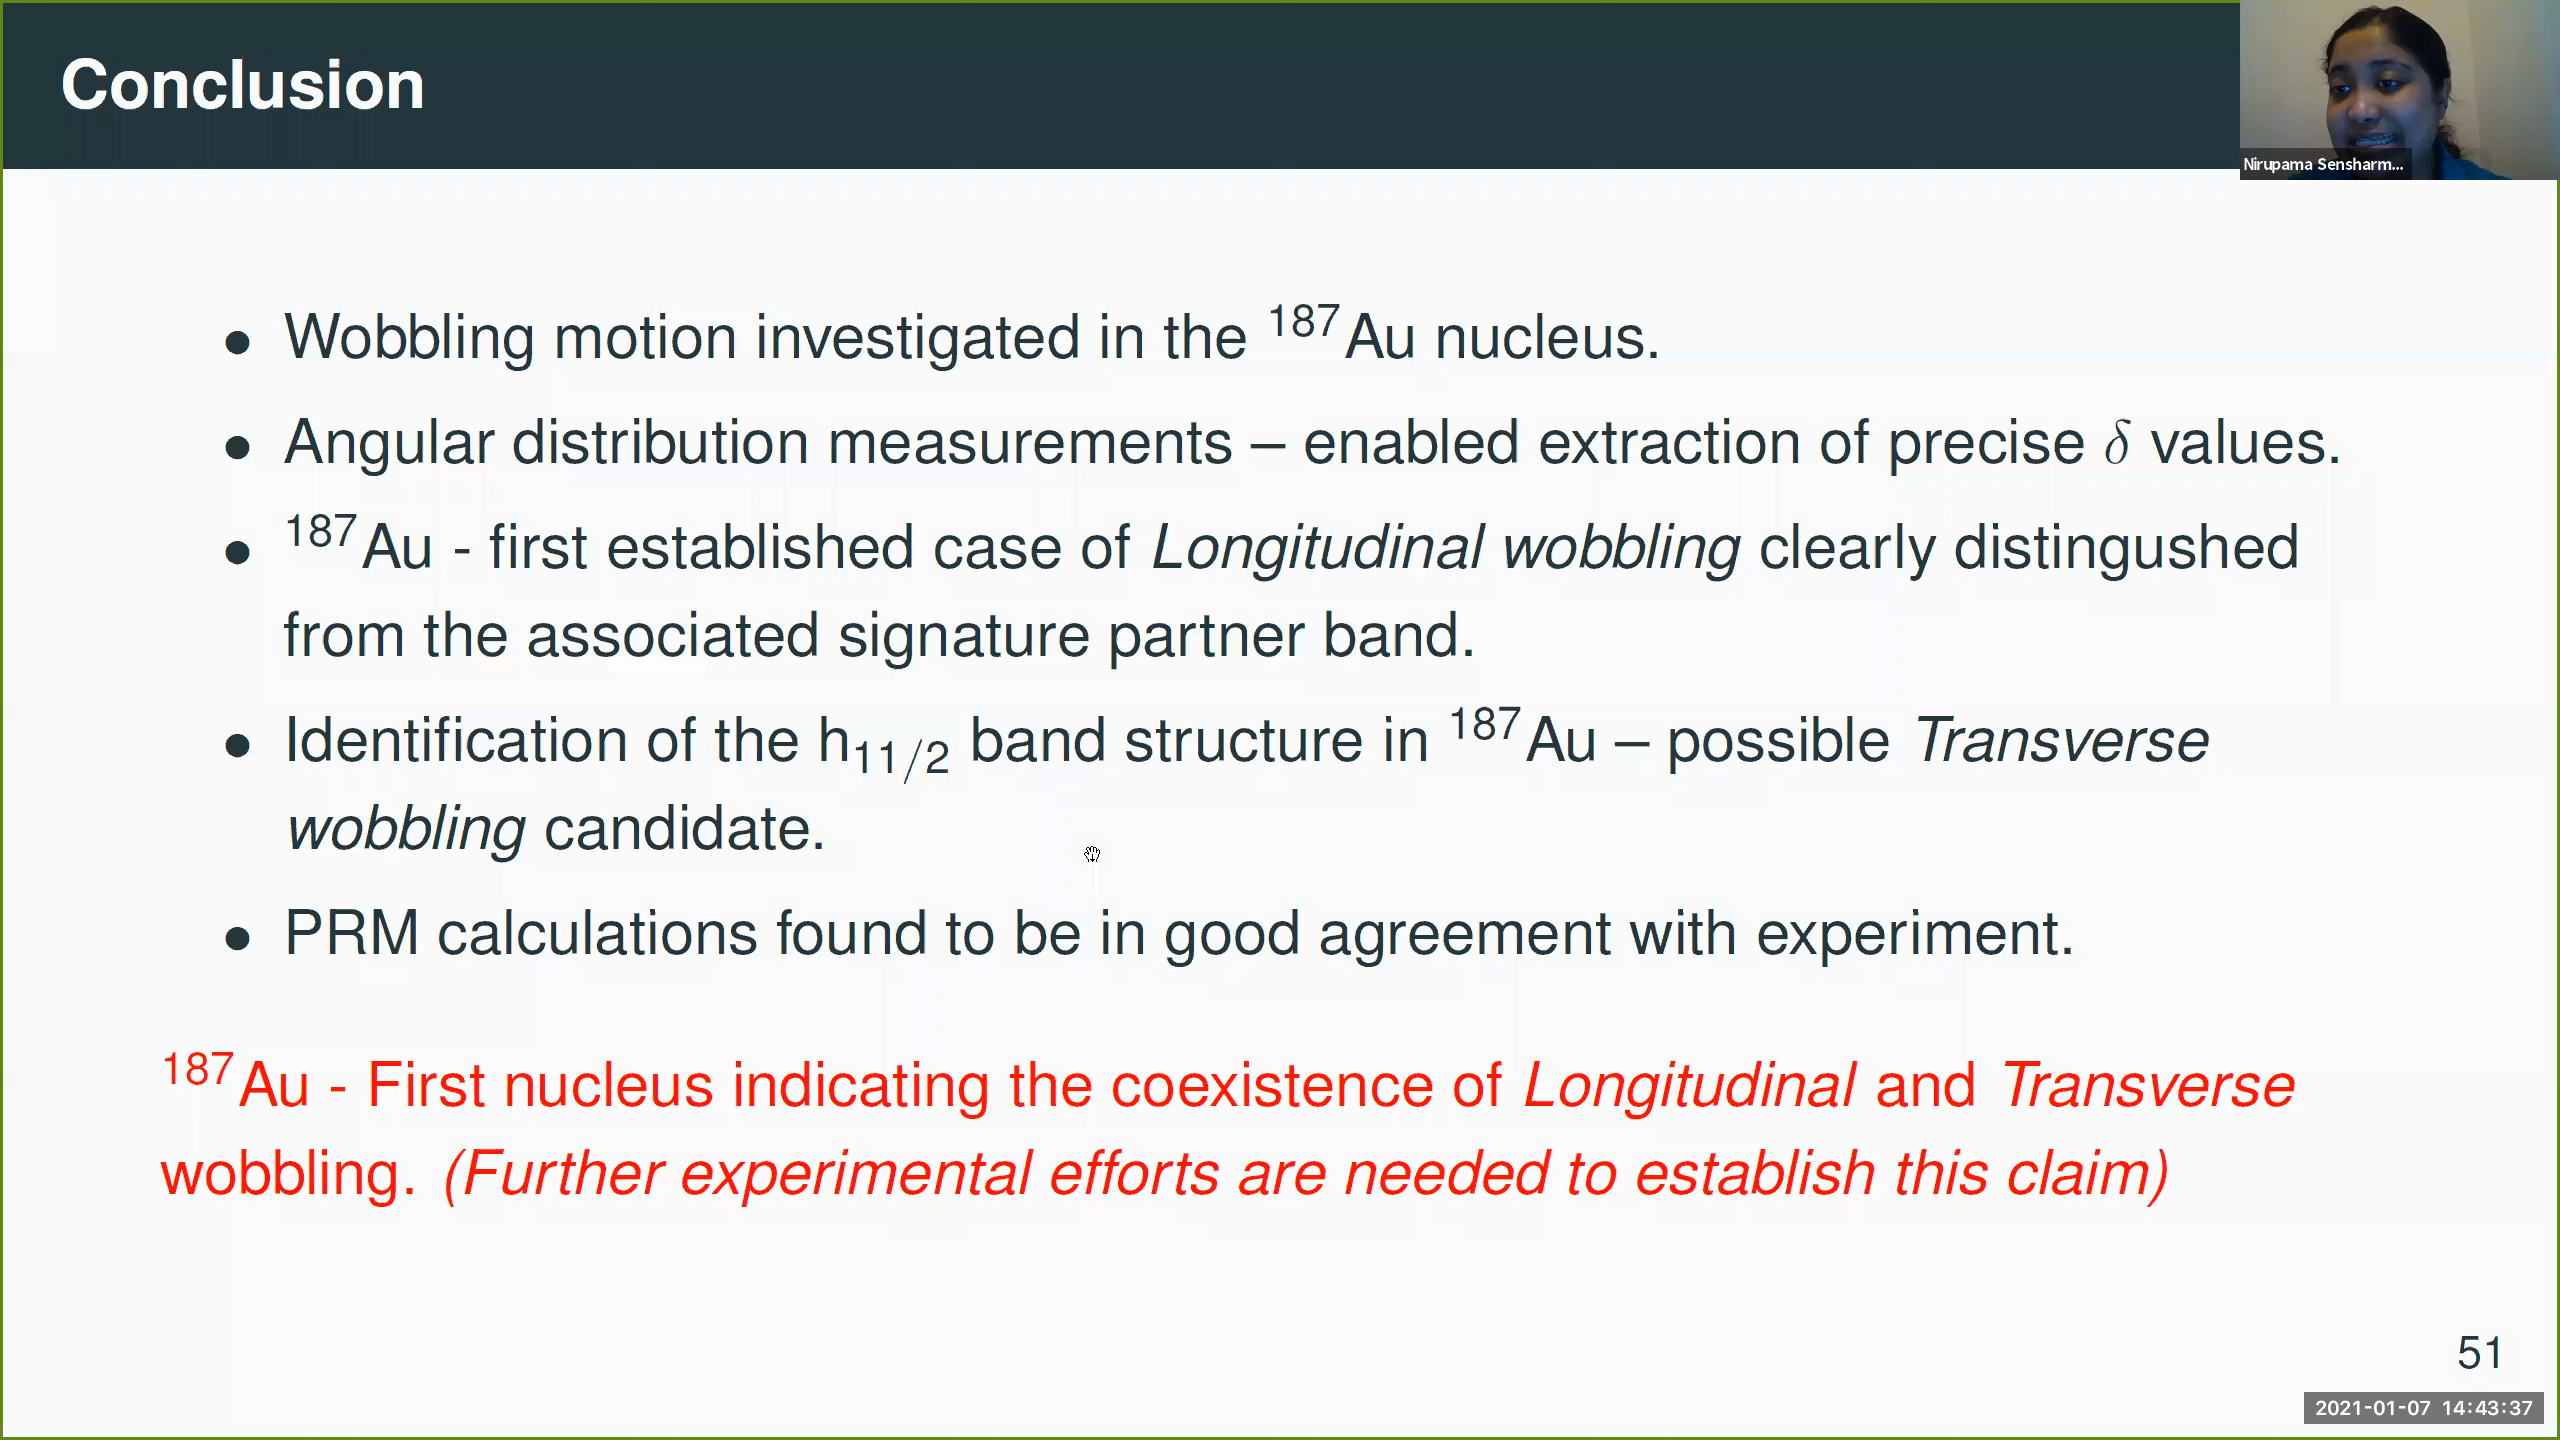 Conclusion
Nirupama Sensharm...
• Wobbling motion investigated in the ¹⁸⁷Au nucleus.
• Angular distribution measurements – enabled extraction of precise δ values.
• ¹⁸⁷Au - first established case of Longitudinal wobbling clearly distingushed
from the associated signature partner band.
• Identification of the h₁₁/₂ band structure in ¹⁸⁷Au – possible Transverse
wobbling candidate.
• PRM calculations found to be in good agreement with experiment.
¹⁸⁷Au - First nucleus indicating the coexistence of Longitudinal and Transverse
wobbling. (Further experimental efforts are needed to establish this claim)
51
2021-01-07 14:43:37